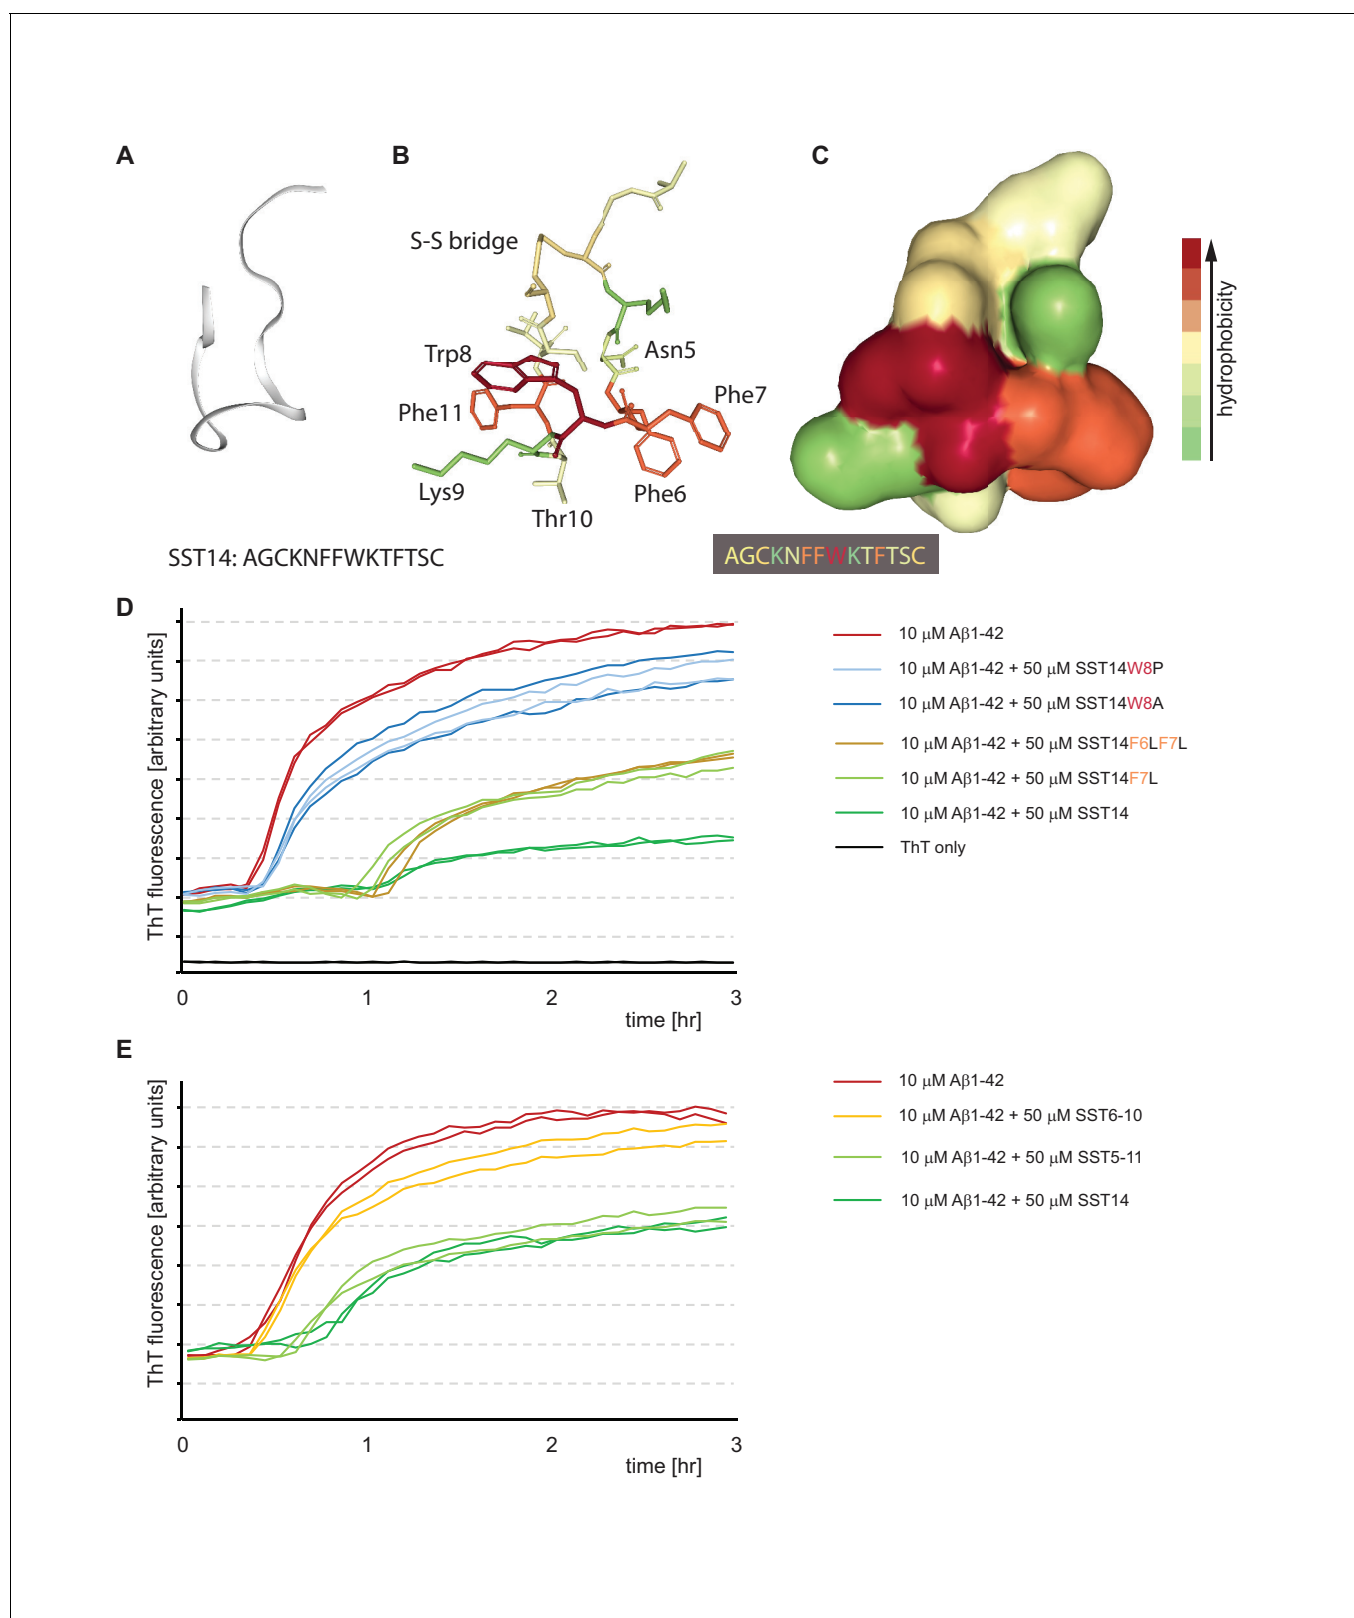 A
B
C
S-S bridge
Asn5
Trp8
Phe7
Phe11
Lys9
Phe6
Thr10
hydrophobicity
SST14: AGCKNFFWKTFTSC
AGCKNFFWKTFTSC
D
ThT fluorescence [arbitrary units]
0
1
2
3
time [hr]
10 µM Aβ1-42
10 µM Aβ1-42 + 50 µM SST14W8P
10 µM Aβ1-42 + 50 µM SST14W8A
10 µM Aβ1-42 + 50 µM SST14F6LF7L
10 µM Aβ1-42 + 50 µM SST14F7L
10 µM Aβ1-42 + 50 µM SST14
ThT only
E
ThT fluorescence [arbitrary units]
0
1
2
3
time [hr]
10 µM Aβ1-42
10 µM Aβ1-42 + 50 µM SST6-10
10 µM Aβ1-42 + 50 µM SST5-11
10 µM Aβ1-42 + 50 µM SST14